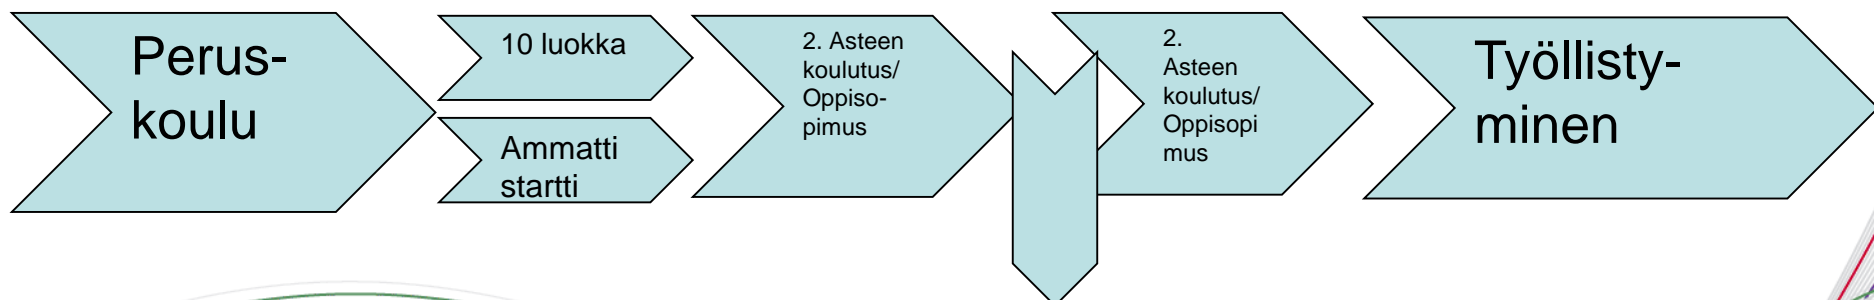 Perus-
koulu
10 luokka
Ammatti
startti
2. Asteen
koulutus/
Oppiso-
pimus
2.
Asteen
koulutus/
Oppisopi
mus
Työllisty-
minen